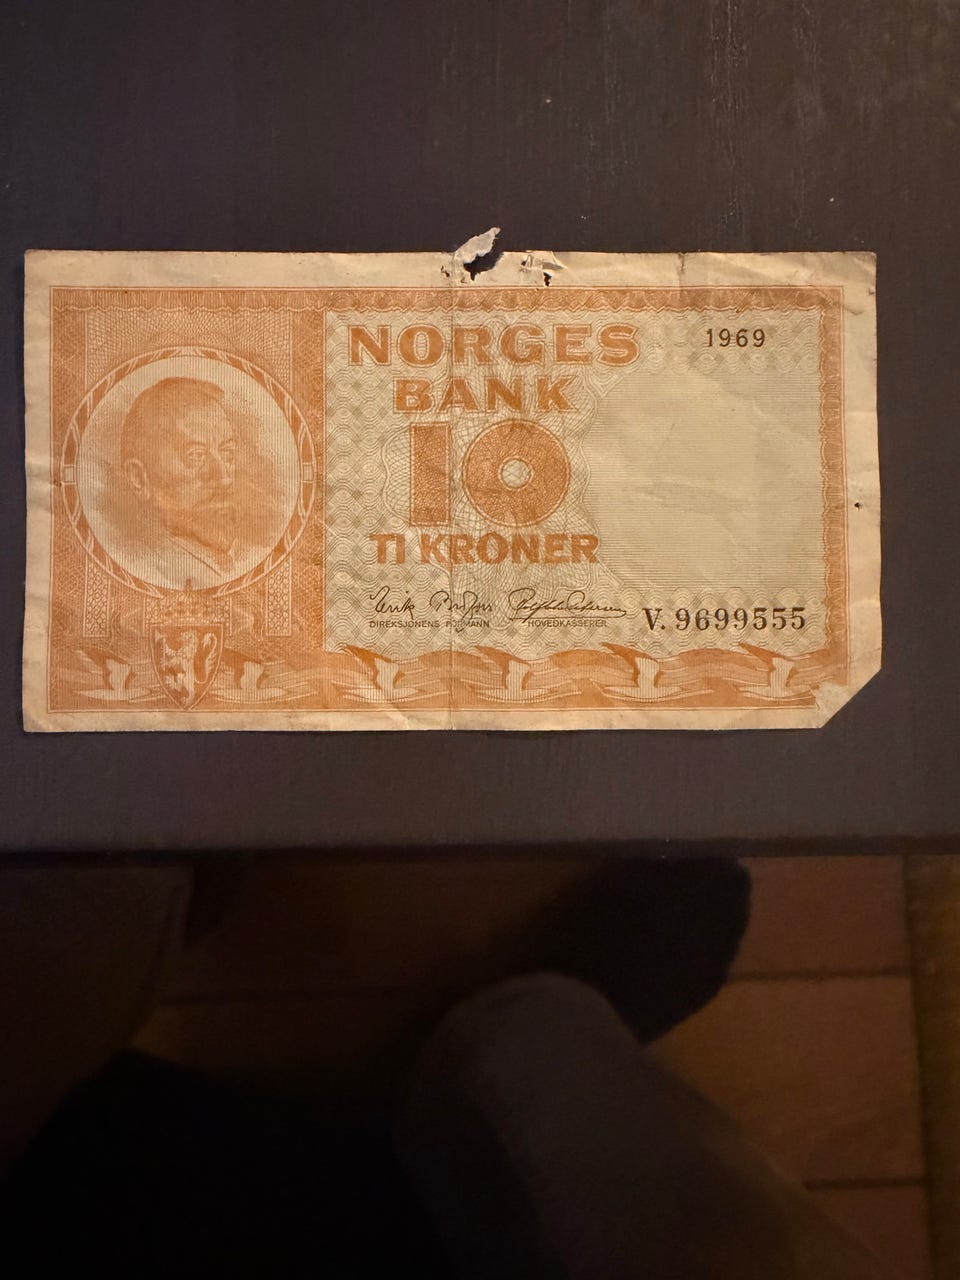 NORGES
1969
BANK
10
TI KRONER
DIREKSJONENS FORMANN
HOVEDKASSERER
V. 9699555